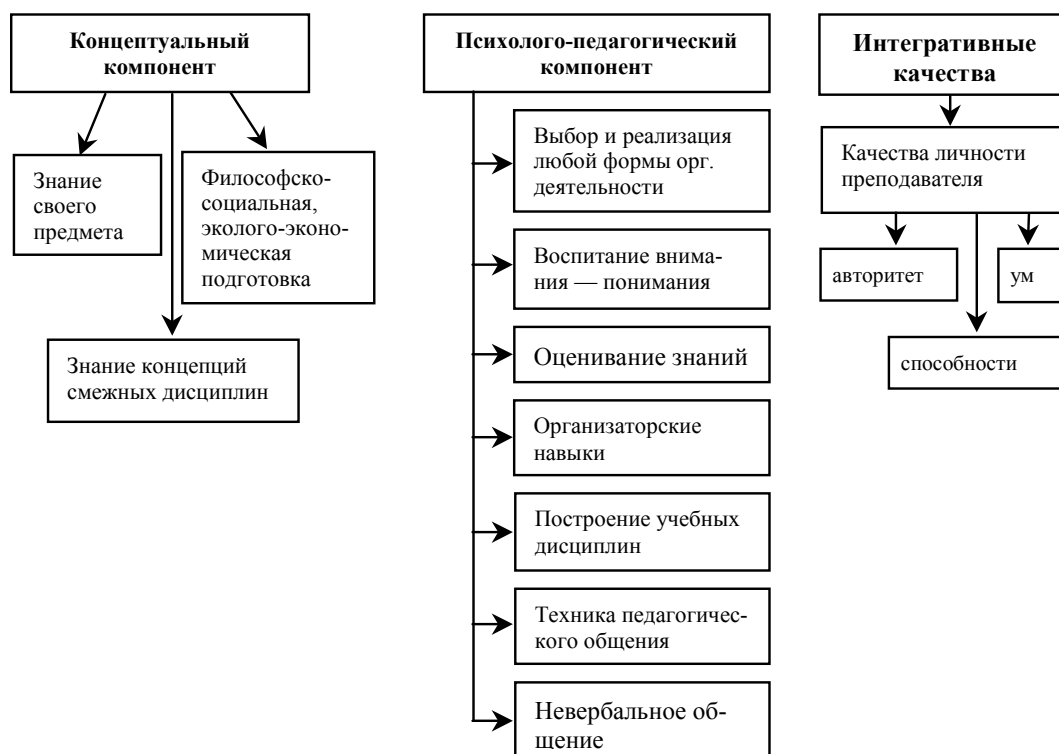 Концептуальный
компонент
Знание
своего
предмета
Философско-
социальная,
эколого-эконо-
мическая
подготовка
Знание концепций
смежных дисциплин
Психолого-педагогический
компонент
Выбор и реализация
любой формы орг.
деятельности
Воспитание внима-
ния — понимания
Оценивание знаний
Организаторские
навыки
Построение учебных
дисциплин
Техника педагогичес-
кого общения
Невербальное об-
щение
Интегративные
качества
Качества личности
преподавателя
авторитет
ум
способности